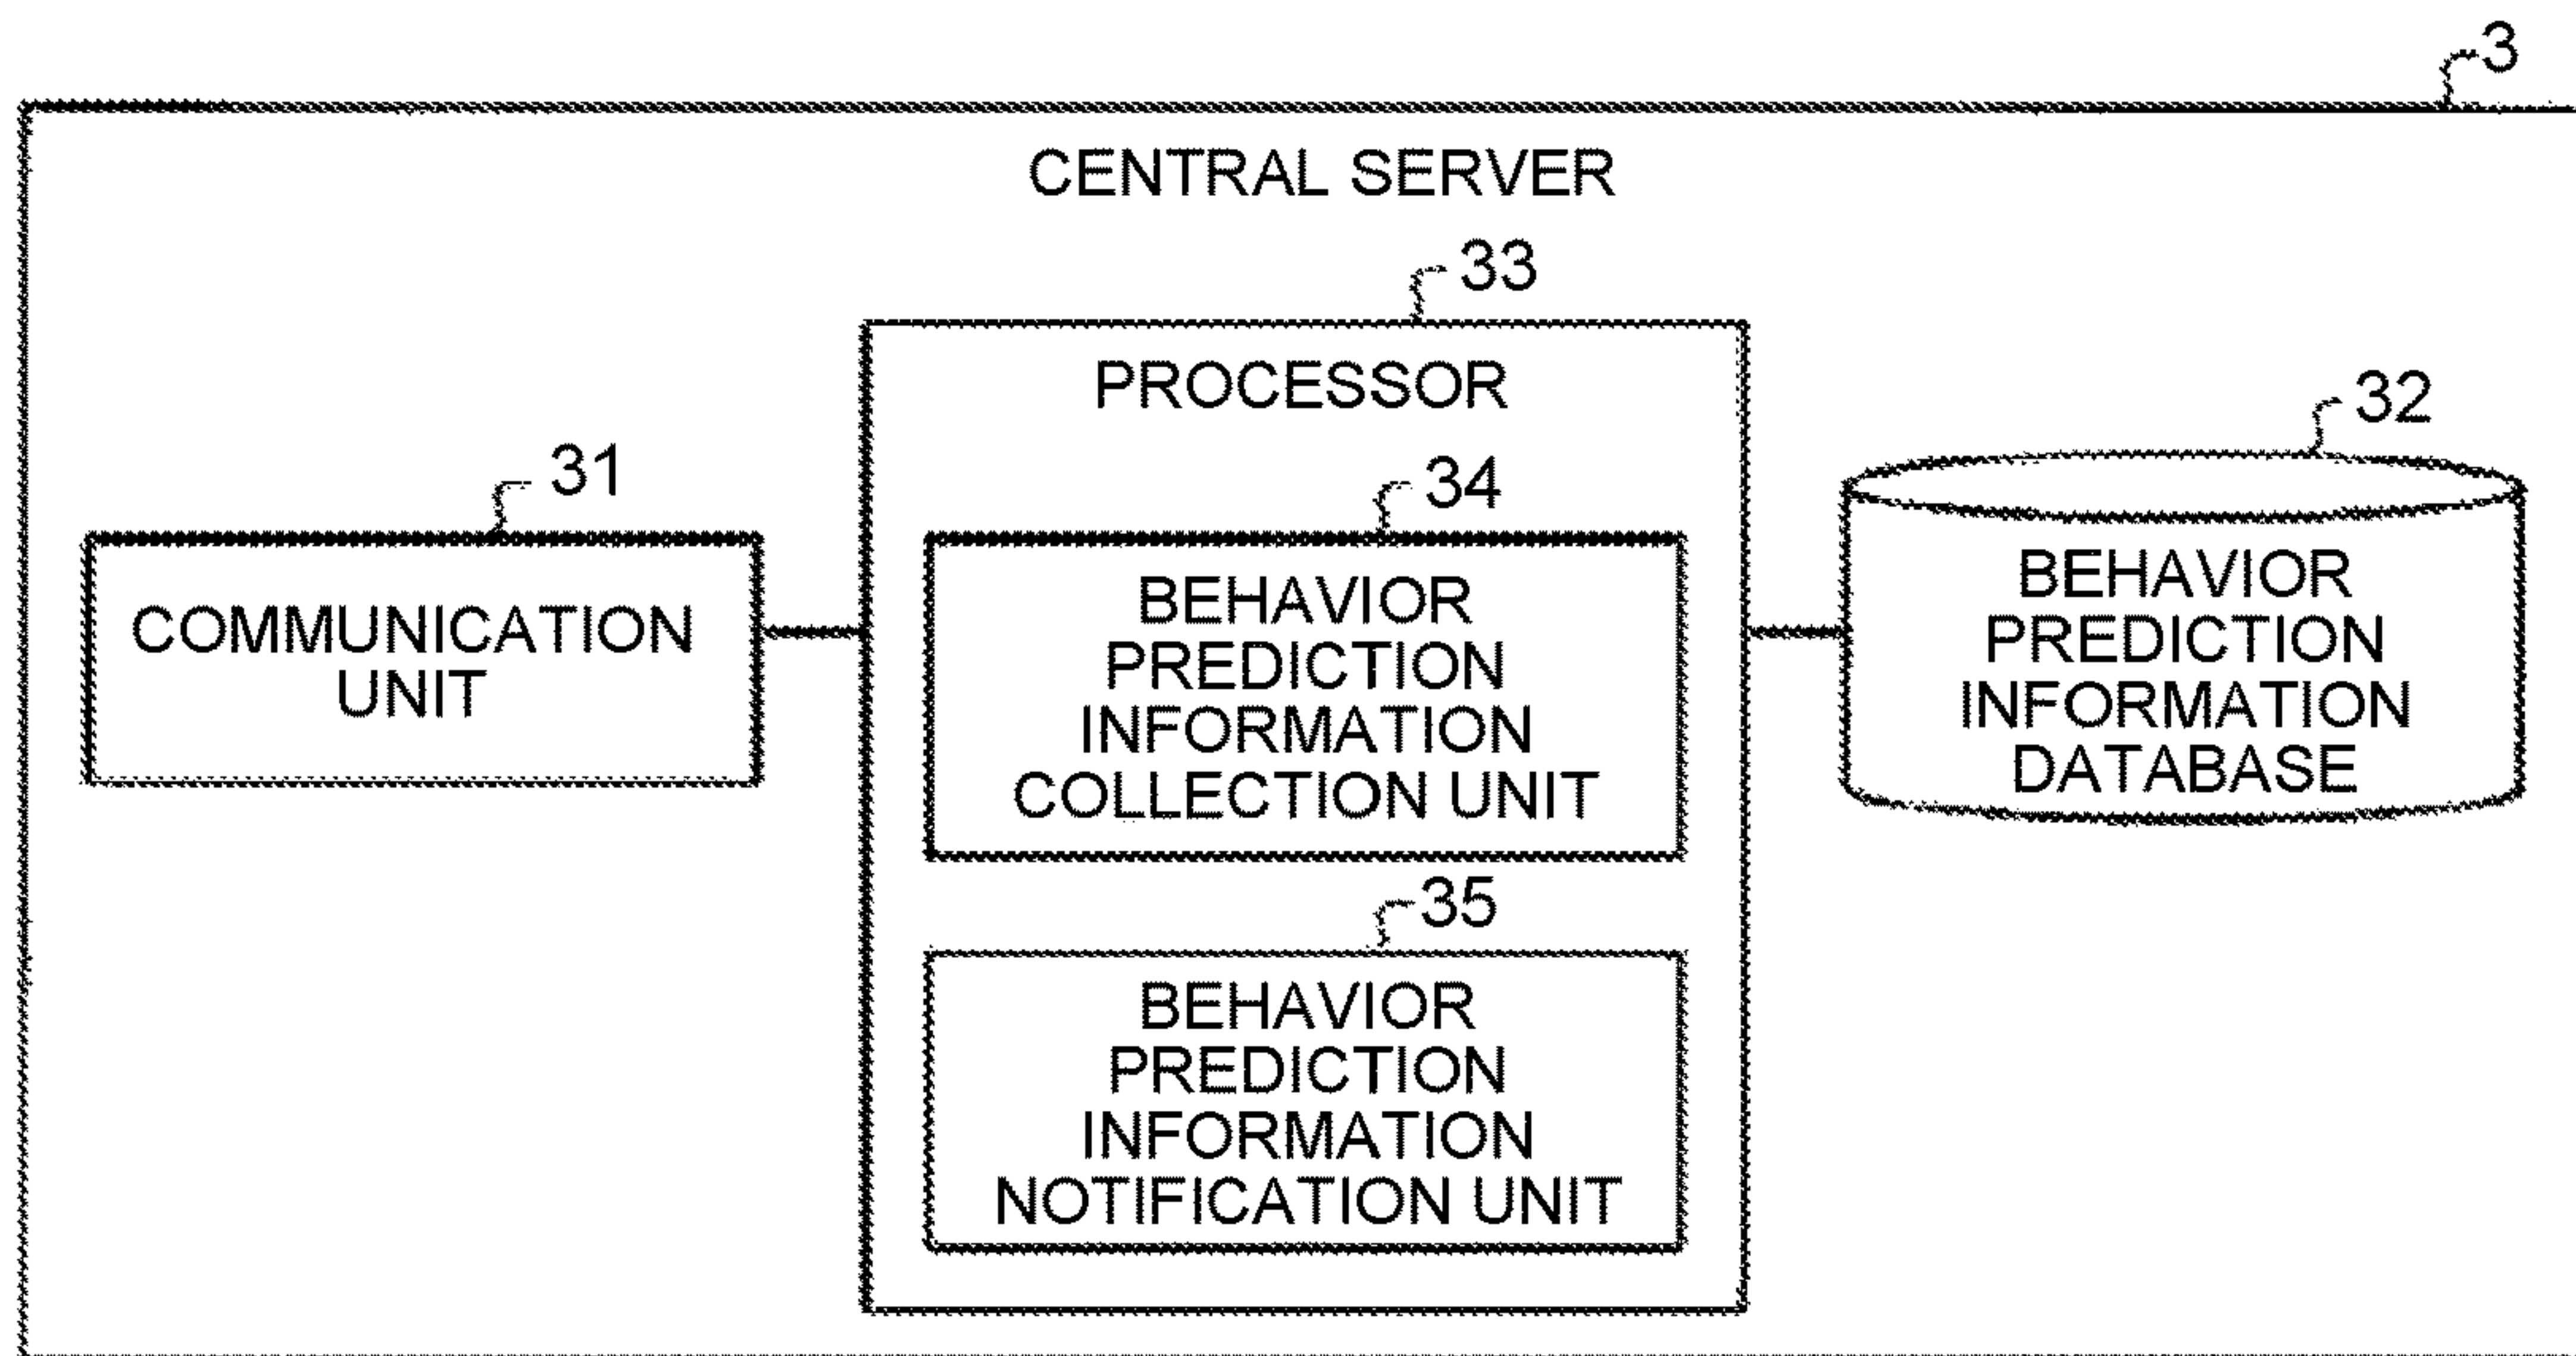 3
CENTRAL SERVER
33
PROCESSOR
32
31
34
BEHAVIOR
PREDICTION
INFORMATION
COLLECTION UNIT
COMMUNICATION
UNIT
BEHAVIOR
PREDICTION
INFORMATION
DATABASE
35
BEHAVIOR
PREDICTION
INFORMATION
NOTIFICATION UNIT